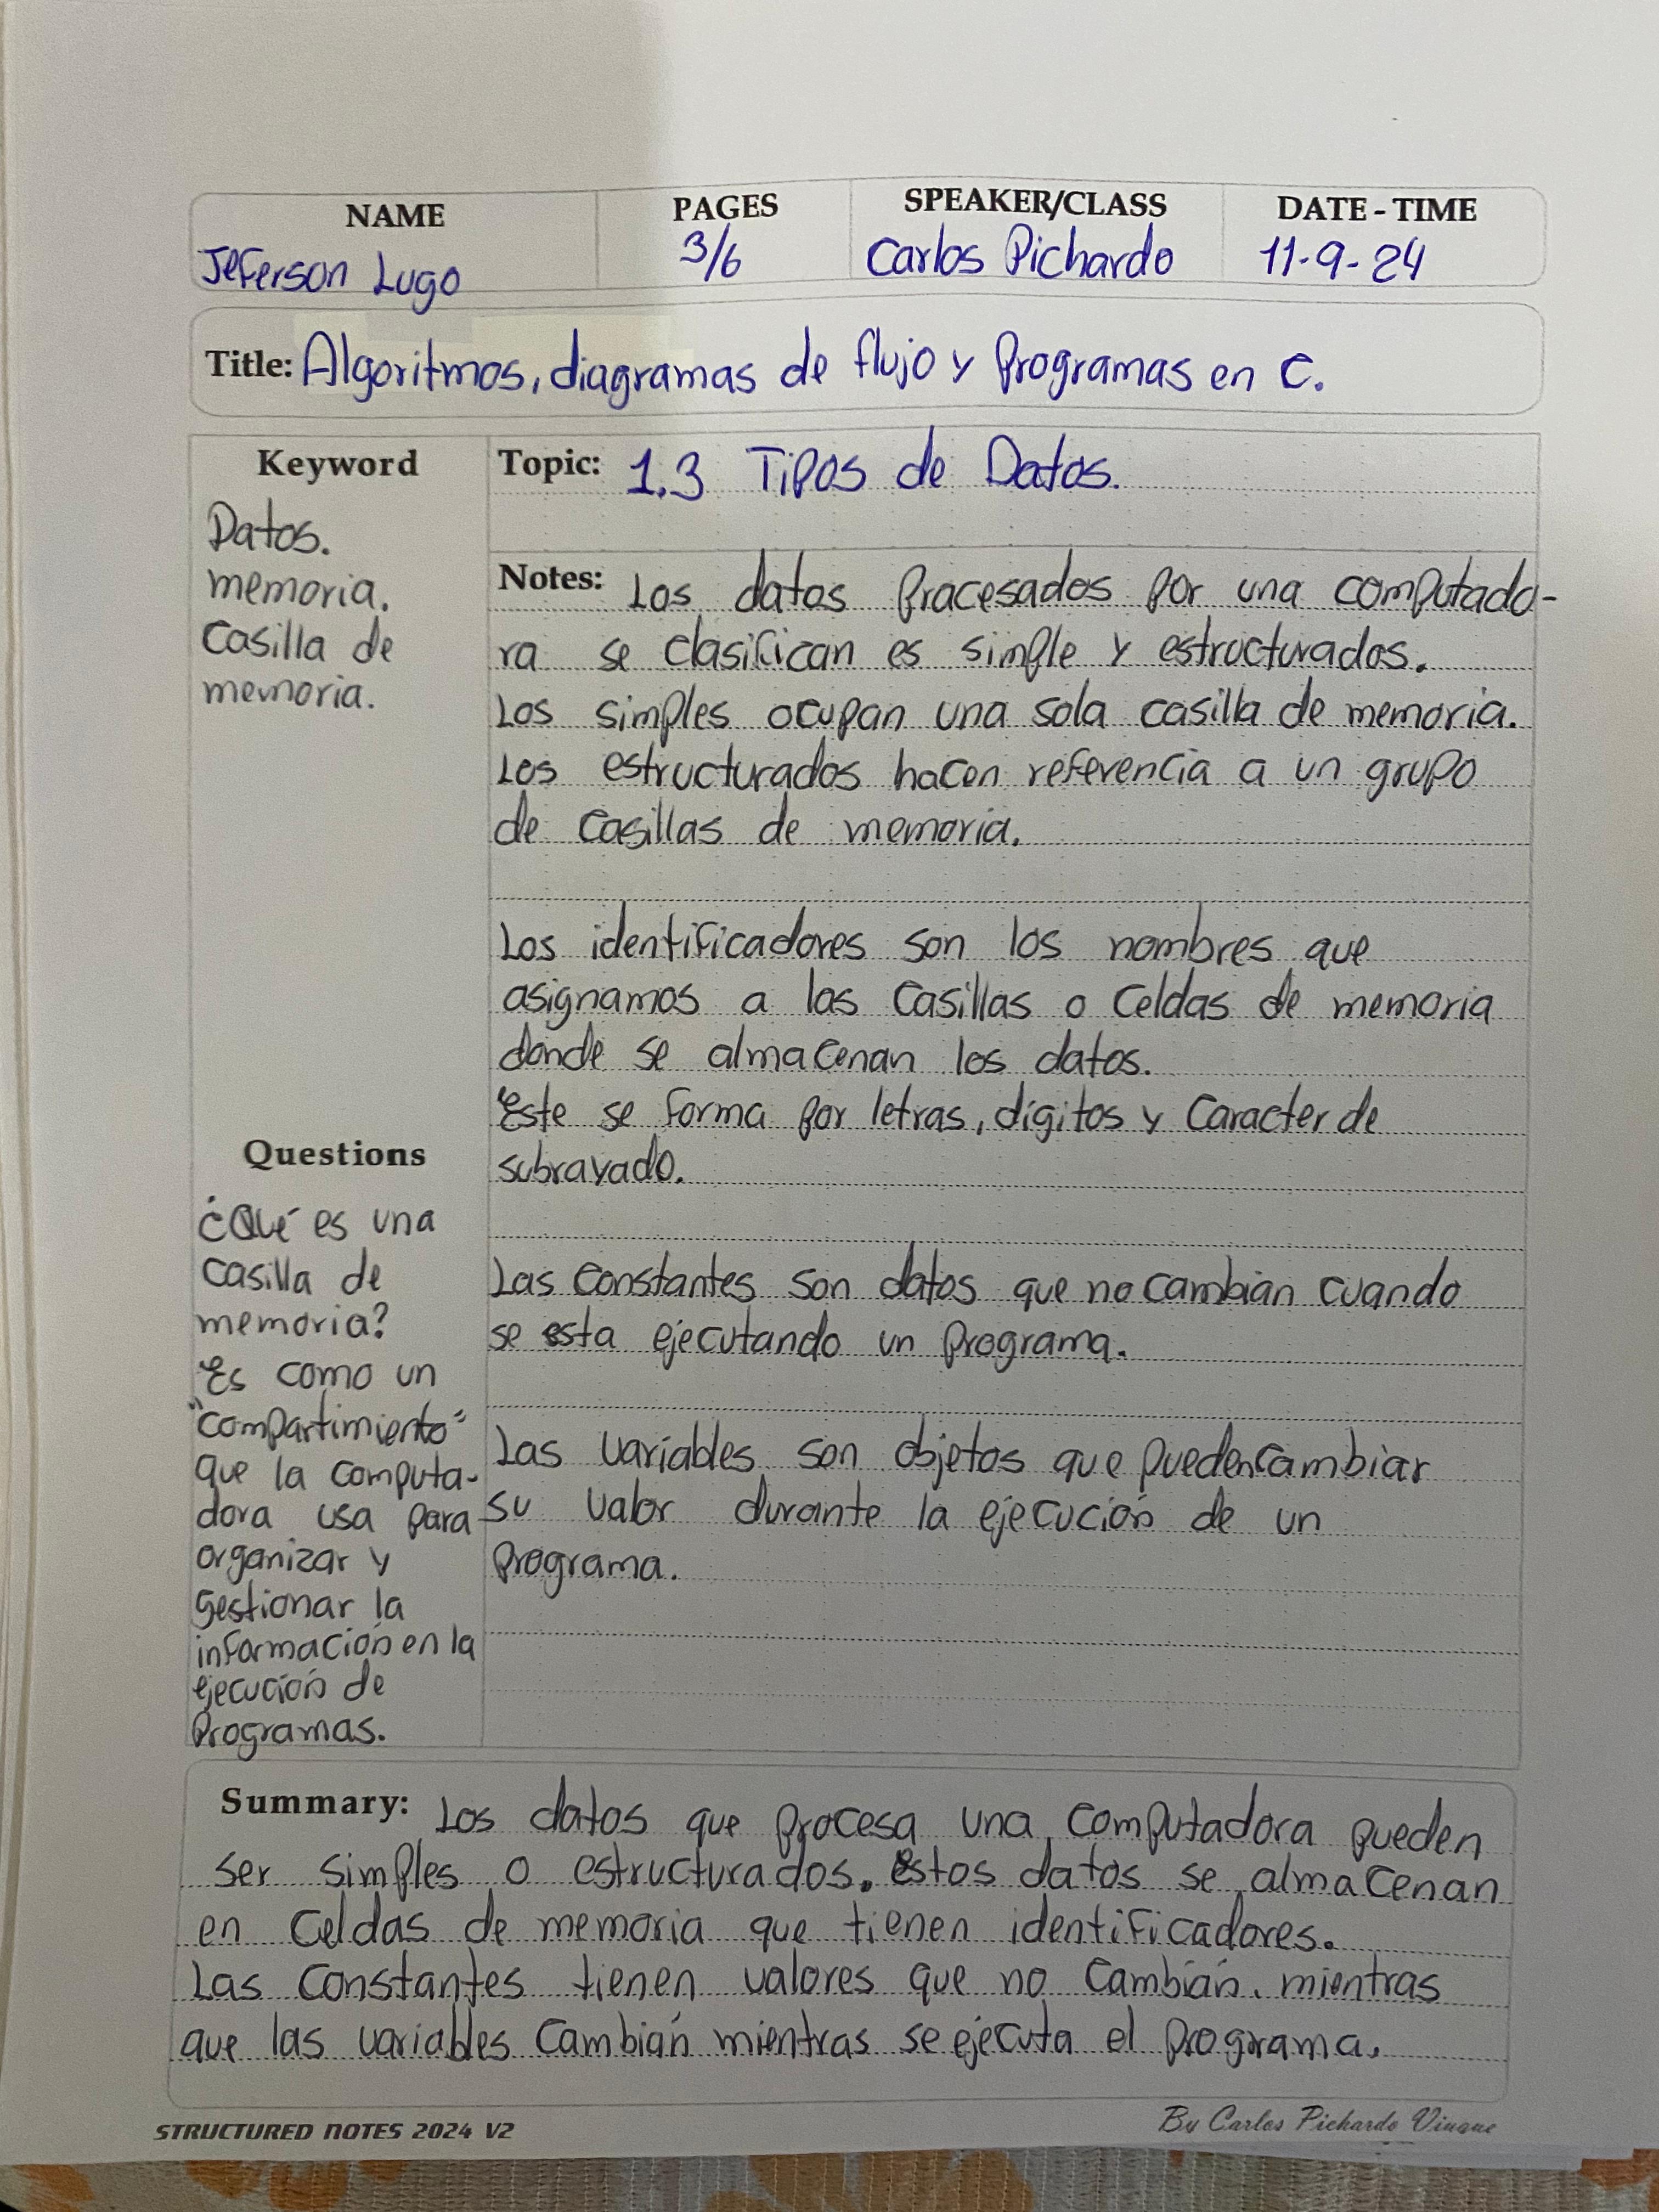 NAME
Jeferson Lugo
PAGES
3/6
SPEAKER/CLASS
Carlos Pichardo
DATE - TIME
11-9-24
Title: Algoritmos, diagramas de flujo y Programas en C.
Keyword
Datos.
memoria.
Casilla de
memoria.
Questions
¿Qué es una
casilla de
memoria?
Es como un
"compartimiento"
que la computa-
dora usa para
organizar y
gestionar la
información en la
ejecución de
Programas.
Topic: 1.3 Tipos de Datos.
Notes: Los datos Procesados por una computado-
ra se clasifican es simple y estructurados.
Los simples ocupan una sola casilla de memoria.
Los estructurados hacen referencia a un grupo
de casillas de memoria.
Los identificadores son los nombres que
asignamos a las Casillas o Celdas de memoria
donde se almacenan los datos.
Este se forma por letras, dígitos y Caracter de
subrayado.
Las Constantes son datos que no cambián cuando
se esta ejecutando un Programa.
Las variables son objetos que pueden cambiar
su valor durante la ejecución de un
Programa.
Summary: Los datos que procesa una computadora pueden
ser simples o estructurados. Estos datos se almacenan
en Celdas de memoria que tienen identificadores.
Las Constantes tienen valores que no Cambián. mientras
que las variables Cambián mientras se ejecuta el Programa.
STRUCTURED NOTES 2024 V2
By Carlos Pichardo Viuque